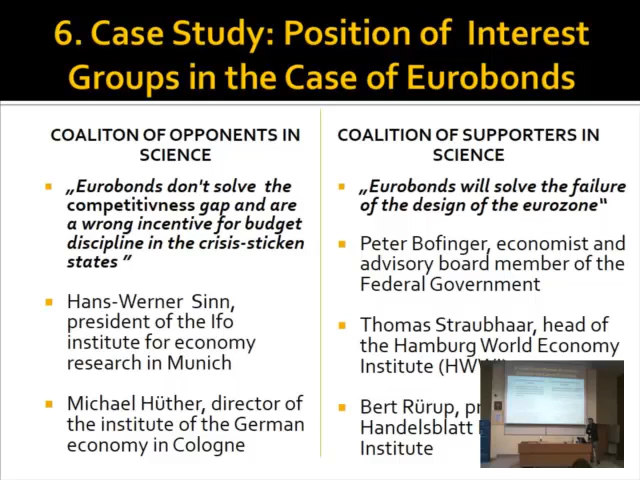 6. Case Study: Position of Interest
Groups in the Case of Eurobonds
COALITON OF OPPONENTS IN
SCIENCE
„Eurobonds don't solve the
competitivness gap and are
a wrong incentive for budget
discipline in the crisis-sticken
states ”
Hans-Werner Sinn,
president of the Ifo
institute for economy
research in Munich
Michael Hüther, director of
the institute of the German
economy in Cologne
COALITION OF SUPPORTERS IN
SCIENCE
„Eurobonds will solve the failure
of the design of the eurozone“
Peter Bofinger, economist and
advisory board member of the
Federal Government
Thomas Straubhaar, head of
the Hamburg World Economy
Institute (HWWI)
Bert Rürup,
Handelsblatt
Institute